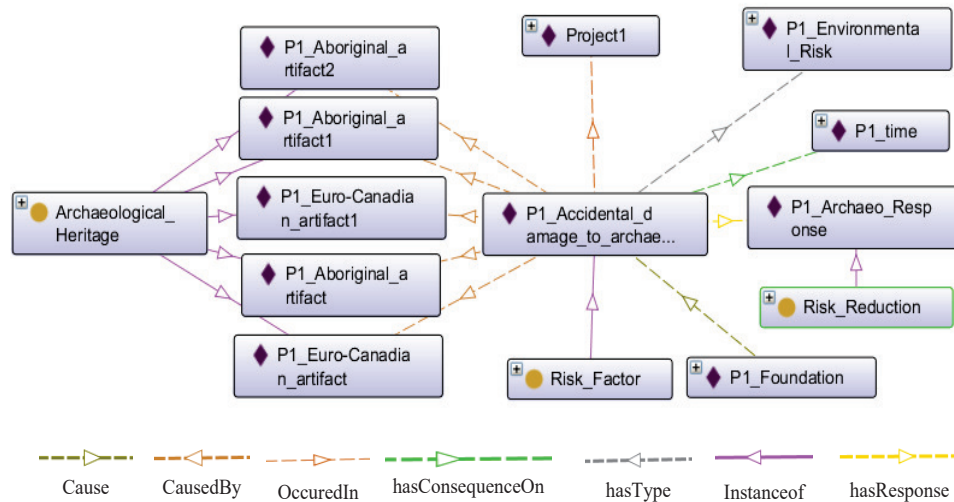 P1_Aboriginal_a
rtifact2
Project1
P1_Environmenta
l_Risk
P1_Aboriginal_a
rtifact1
P1_time
Archaeological_
Heritage
P1_Euro-Canadia
n_artifact1
P1_Accidental_d
amage_to_archae...
P1_Archaeo_Resp
onse
P1_Aboriginal_a
rtifact
Risk_Reduction
P1_Euro-Canadia
n_artifact
Risk_Factor
P1_Foundation
Cause
CausedBy
OccuredIn
hasConsequenceOn
hasType
Instanceof
hasResponse